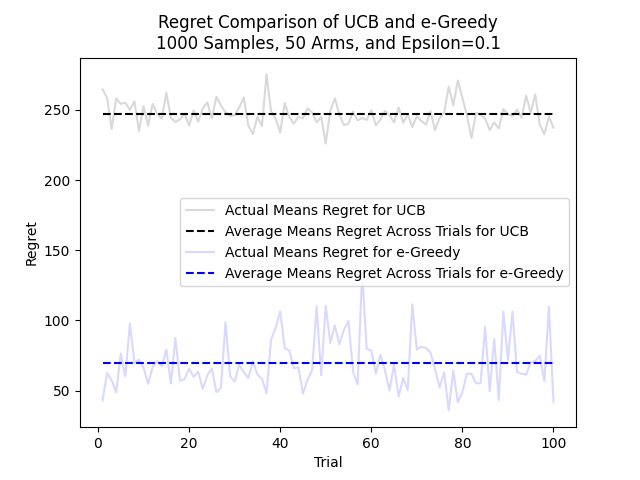 Regret Comparison of UCB and e-Greedy
1000 Samples, 50 Arms, and Epsilon=0.1
250
200
150
100
50
Regret
Actual Means Regret for UCB
Average Means Regret Across Trials for UCB
Actual Means Regret for e-Greedy
Average Means Regret Across Trials for e-Greedy
0 20 40 60 80 100
Trial